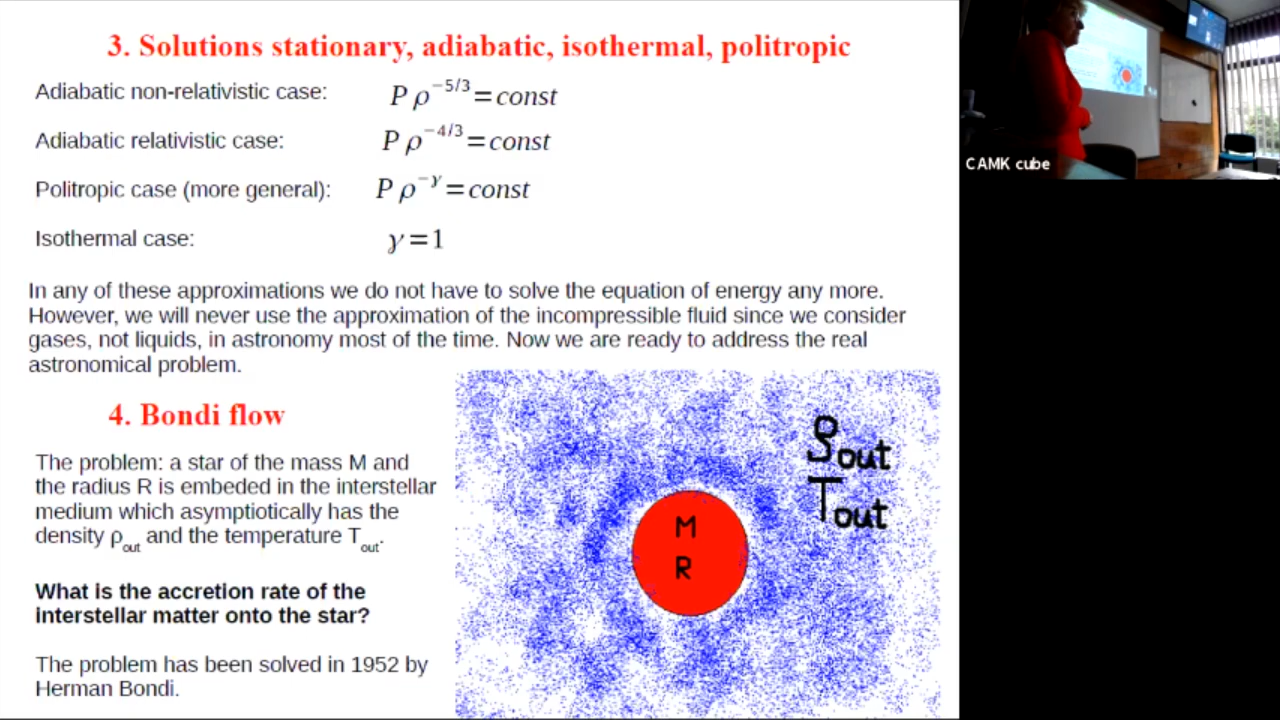 3. Solutions stationary, adiabatic, isothermal, politropic
Adiabatic non-relativistic case: P ρ^{-5/3} = const
Adiabatic relativistic case: P ρ^{-4/3} = const
Politropic case (more general): P ρ^{-γ} = const
Isothermal case: γ = 1
In any of these approximations we do not have to solve the equation of energy any more.
However, we will never use the approximation of the incompressible fluid since we consider
gases, not liquids, in astronomy most of the time. Now we are ready to address the real
astronomical problem.
4. Bondi flow
The problem: a star of the mass M and
the radius R is embeded in the interstellar
medium which asymptiotically has the
density ρ_out and the temperature T_out.
What is the accretion rate of the
interstellar matter onto the star?
The problem has been solved in 1952 by
Herman Bondi.
ρout
Tout
M
R
CAMK cube